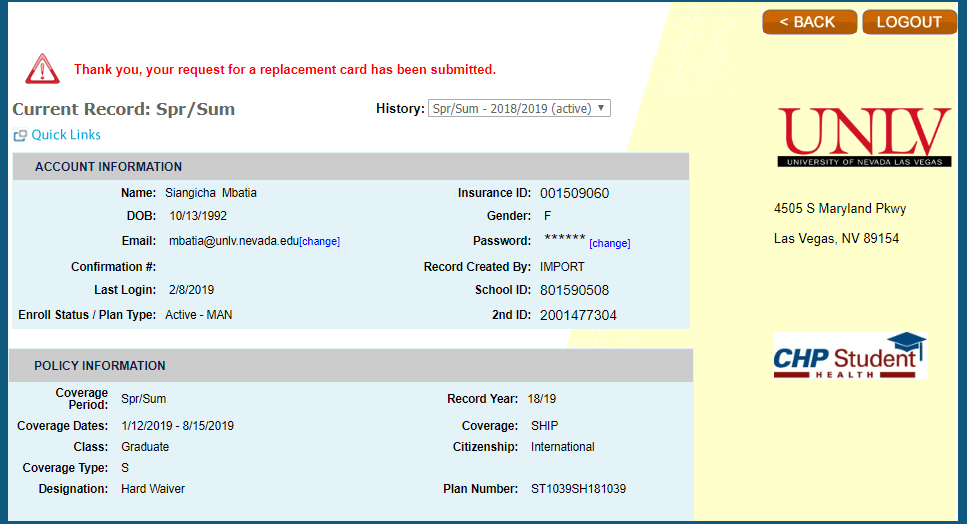 < BACK LOGOUT
Thank you, your request for a replacement card has been submitted.
Current Record: Spr/Sum
History: Spr/Sum - 2018/2019 (active)
Quick Links
UNLV
UNIVERSITY OF NEVADA LAS VEGAS
4505 S Maryland Pkwy
Las Vegas, NV 89154
ACCOUNT INFORMATION
Name: Siangicha Mbatia Insurance ID: 001509060
DOB: 10/13/1992 Gender: F
Email: mbatia@unlv.nevada.edu[change] Password: ****** [change]
Confirmation #: Record Created By: IMPORT
Last Login: 2/8/2019 School ID: 801590508
Enroll Status / Plan Type: Active - MAN 2nd ID: 2001477304
CHP Student
HEALTH
POLICY INFORMATION
Coverage
Period: Spr/Sum Record Year: 18/19
Coverage Dates: 1/12/2019 - 8/15/2019 Coverage: SHIP
Class: Graduate Citizenship: International
Coverage Type: S
Designation: Hard Waiver Plan Number: ST1039SH181039